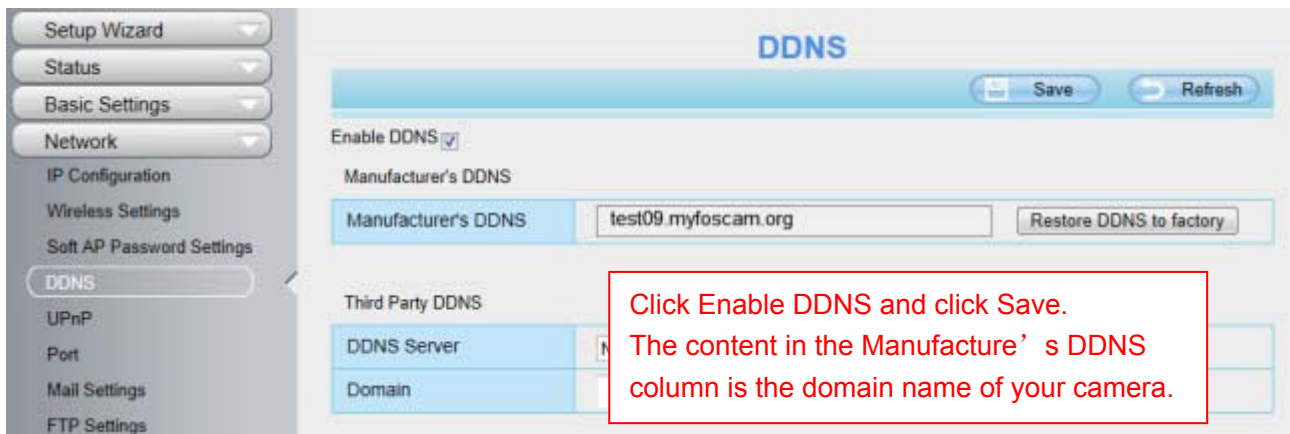 Setup Wizard
Status
Basic Settings
Network
IP Configuration
Wireless Settings
Soft AP Password Settings
DDNS
UPnP
Port
Mail Settings
FTP Settings
DDNS
Save
Refresh
Enable DDNS
Manufacturer's DDNS
Manufacturer's DDNS
test09.myfoscam.org
Restore DDNS to factory
Third Party DDNS
DDNS Server
Domain
Click Enable DDNS and click Save.
The content in the Manufacture’s DDNS
column is the domain name of your camera.